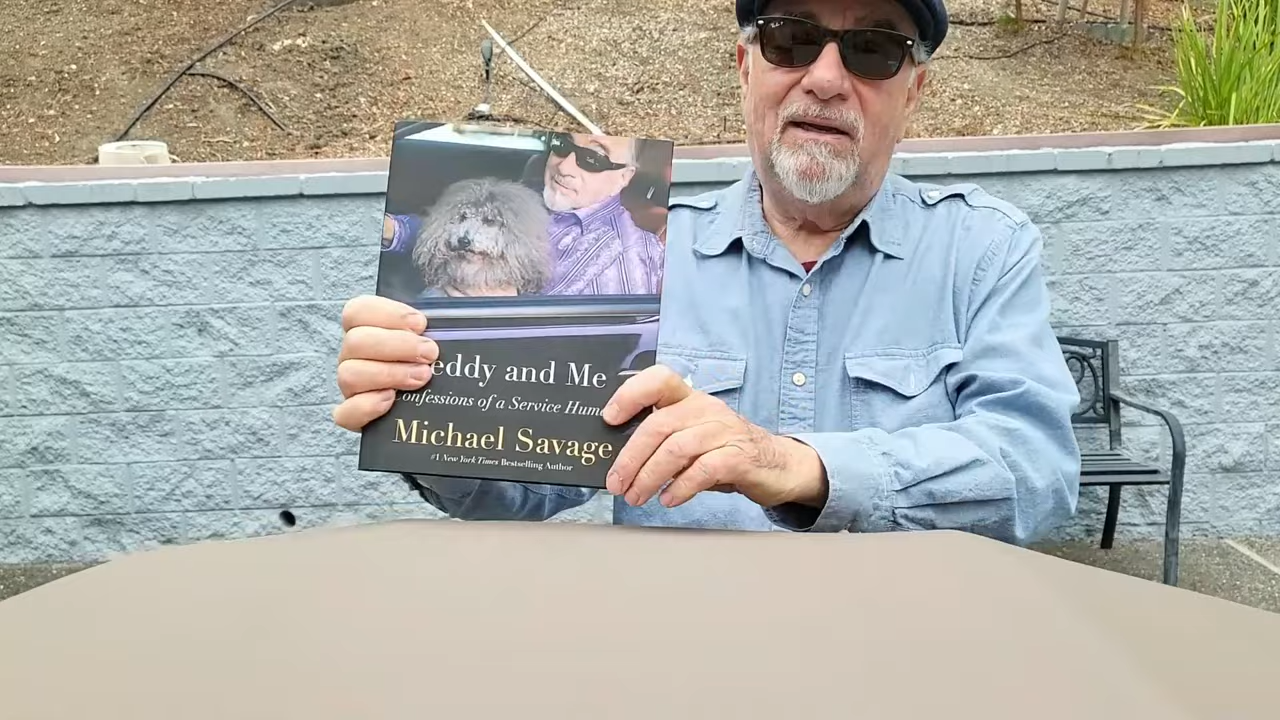 eddy and Me
onfessions of a Service Hum
Michael Savage
#1 New York Times Bestselling Author